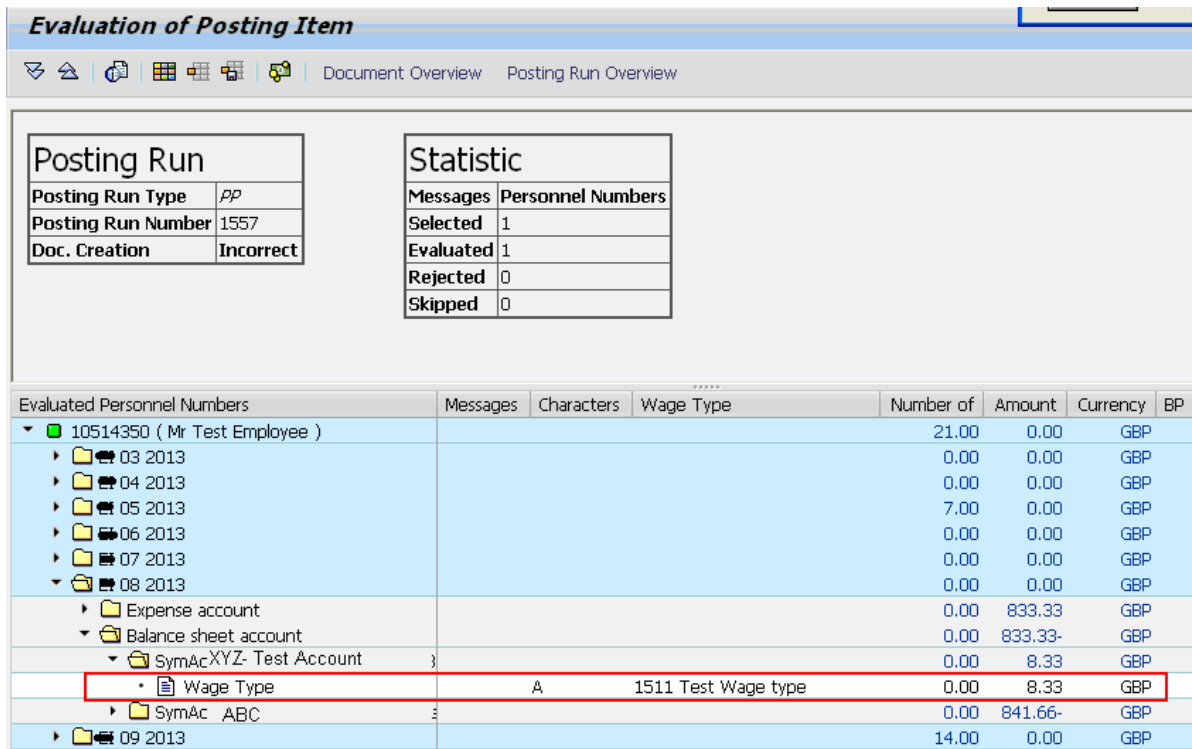 Evaluation of Posting Item
Document Overview Posting Run Overview
Posting Run
Posting Run Type PP
Posting Run Number 1557
Doc. Creation Incorrect
Statistic
Messages Personnel Numbers
Selected 1
Evaluated 1
Rejected 0
Skipped 0
Evaluated Personnel Numbers Messages Characters Wage Type Number of Amount Currency BP
10514350 ( Mr Test Employee ) 21.00 0.00 GBP
03 2013 0.00 0.00 GBP
04 2013 0.00 0.00 GBP
05 2013 7.00 0.00 GBP
06 2013 0.00 0.00 GBP
07 2013 0.00 0.00 GBP
08 2013 0.00 0.00 GBP
Expense account 0.00 833.33 GBP
Balance sheet account 0.00 833.33- GBP
SymAc XYZ- Test Account 0.00 8.33 GBP
Wage Type A 1511 Test Wage type 0.00 8.33 GBP
SymAc ABC 0.00 841.66- GBP
09 2013 14.00 0.00 GBP